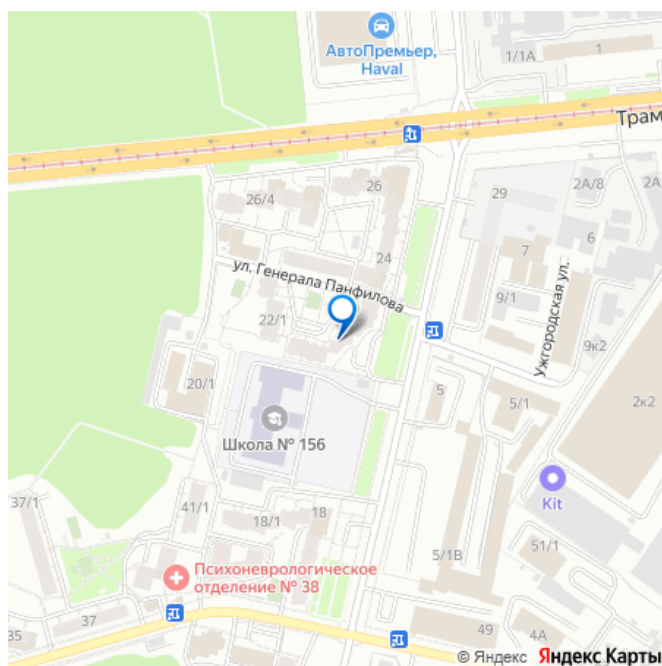 АвтоПремьер,
Haval
1/1А
1
Трам
26/4
26
29
2А/8
2А
24
7
6
ул. Генерала Панфилова
9/1
Ужгородская ул.
22/1
9к2
20/1
5
5/1
2к2
Школа № 156
37/1
41/1
18/1
18
Kit
51/1
5/1В
Психоневрологическое
отделение № 38
35
37
49
4А
© Яндекс Яндекс Карты